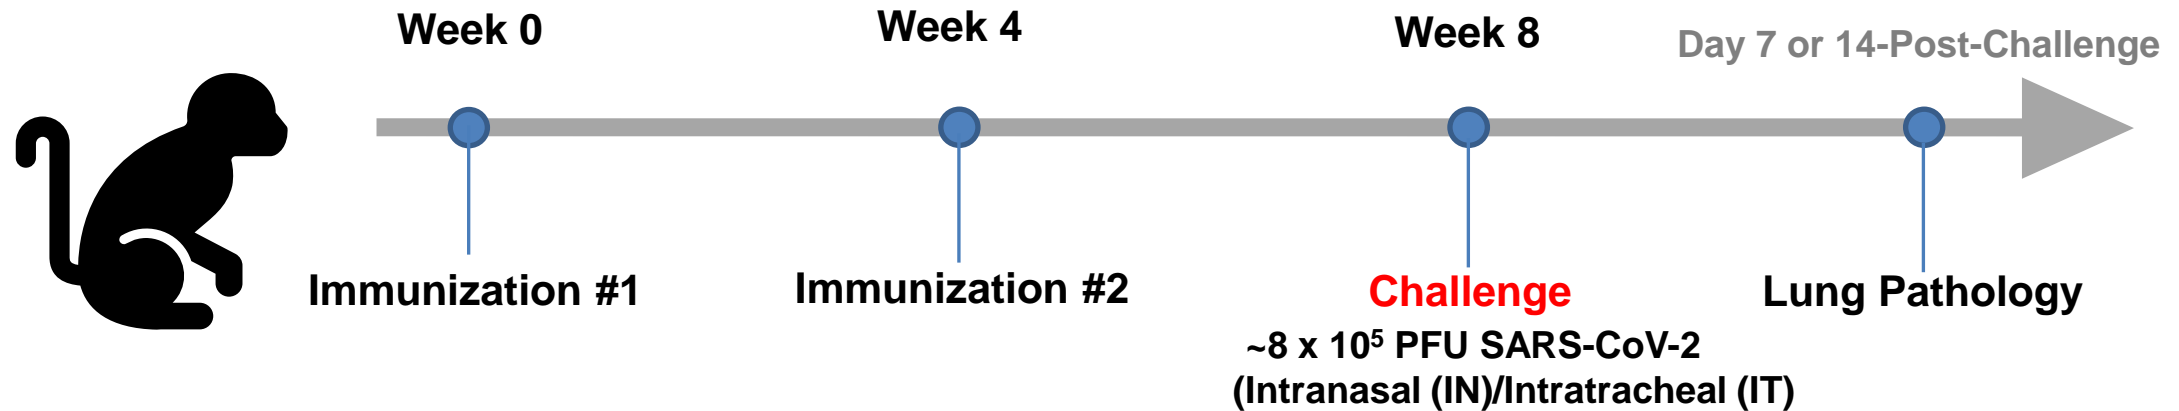 Week 0
Week 4
Week 8
Day 7 or 14-Post-Challenge
Immunization #1
Immunization #2
Challenge
~8 x 10⁵ PFU SARS-CoV-2
(Intranasal (IN)/Intratracheal (IT)
Lung Pathology